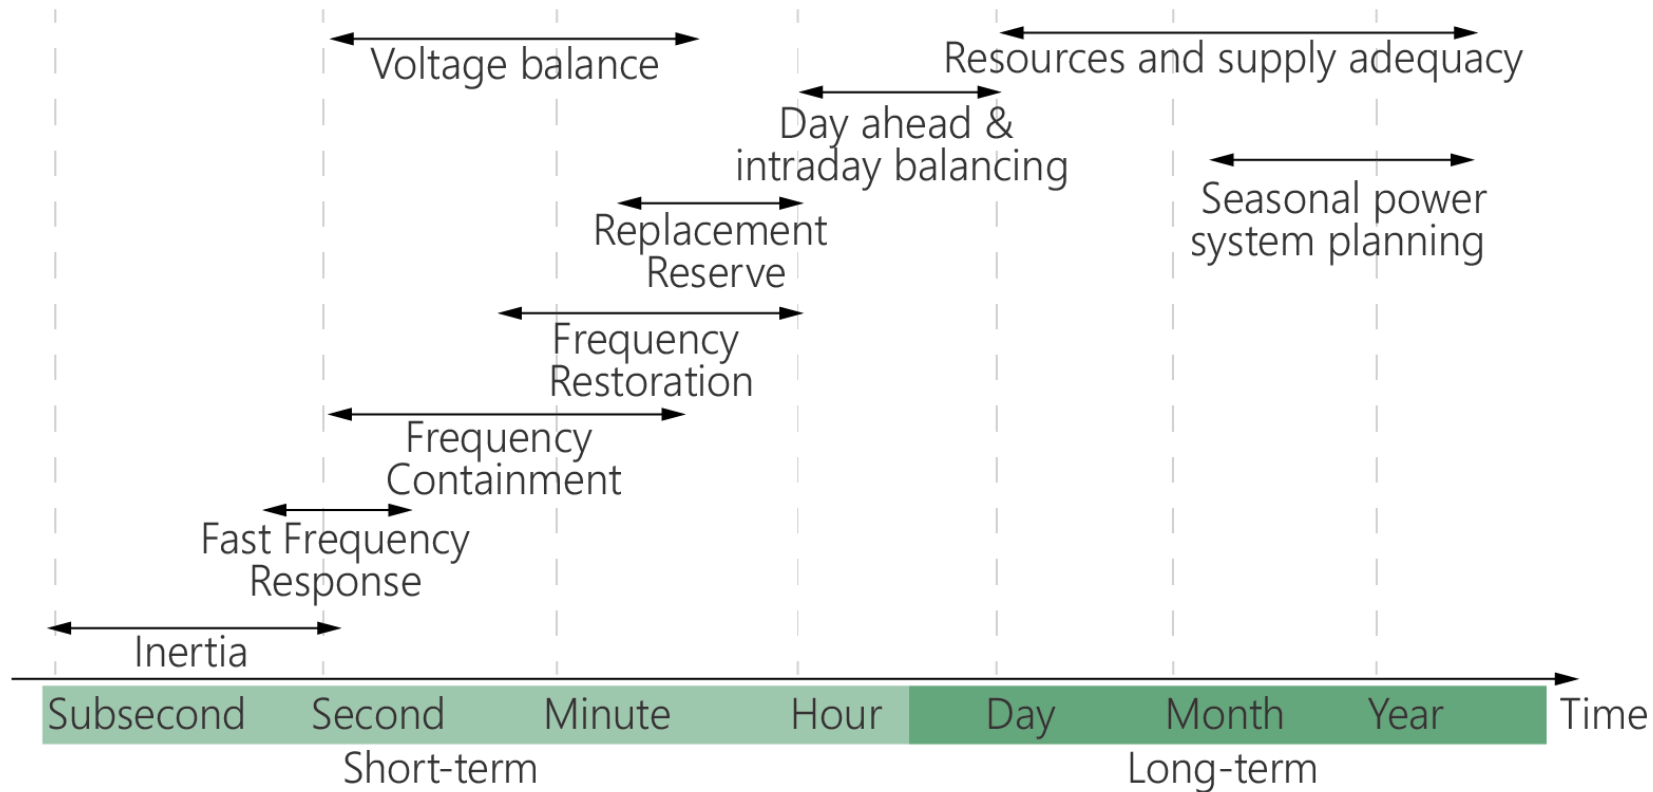 Voltage balance
Resources and supply adequacy
Day ahead &
intraday balancing
Seasonal power
system planning
Replacement
Reserve
Frequency
Restoration
Frequency
Containment
Fast Frequency
Response
Inertia
Subsecond Second Minute Hour Day Month Year Time
Short-term Long-term